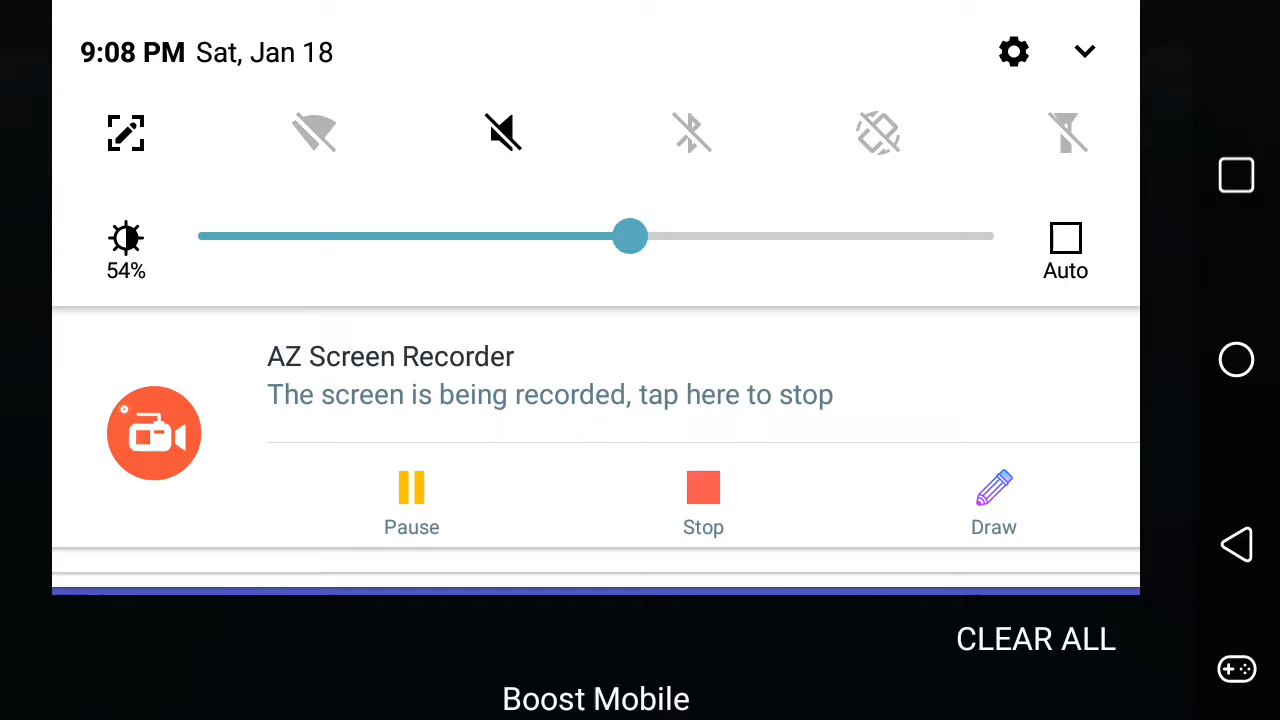 9:08 PM Sat, Jan 18
54%
Auto
AZ Screen Recorder
The screen is being recorded, tap here to stop
Pause
Stop
Draw
CLEAR ALL
Boost Mobile